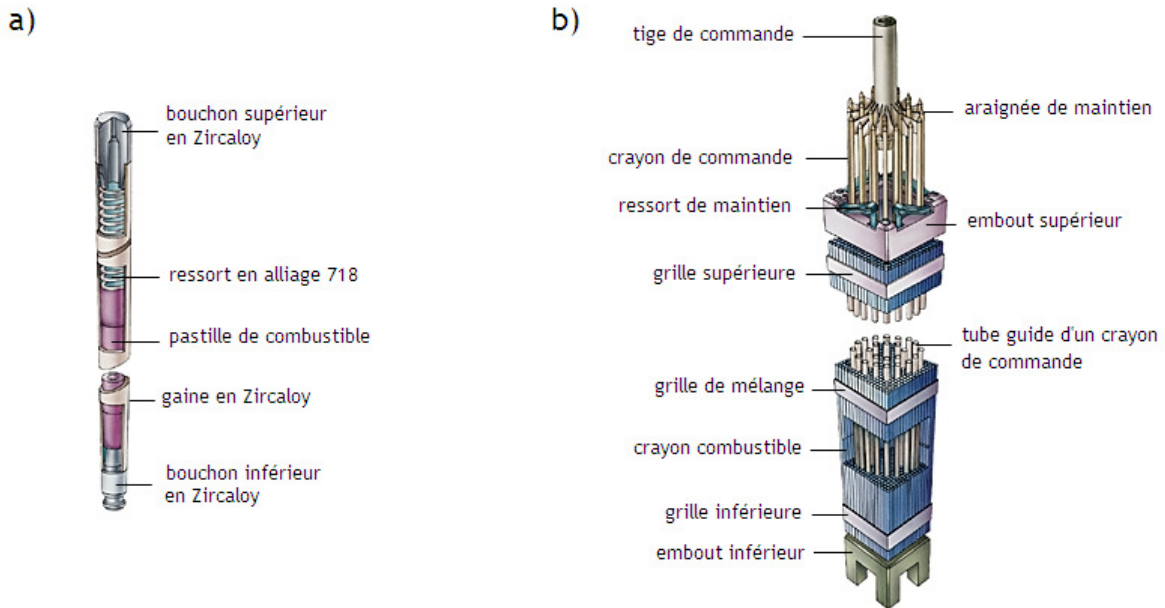 a)
bouchon supérieur
en Zircaloy
ressort en alliage 718
pastille de combustible
gaine en Zircaloy
bouchon inférieur
en Zircaloy
b)
tige de commande
araignée de maintien
crayon de commande
ressort de maintien
embout supérieur
grille supérieure
tube guide d'un crayon
de commande
grille de mélange
crayon combustible
grille inférieure
embout inférieur